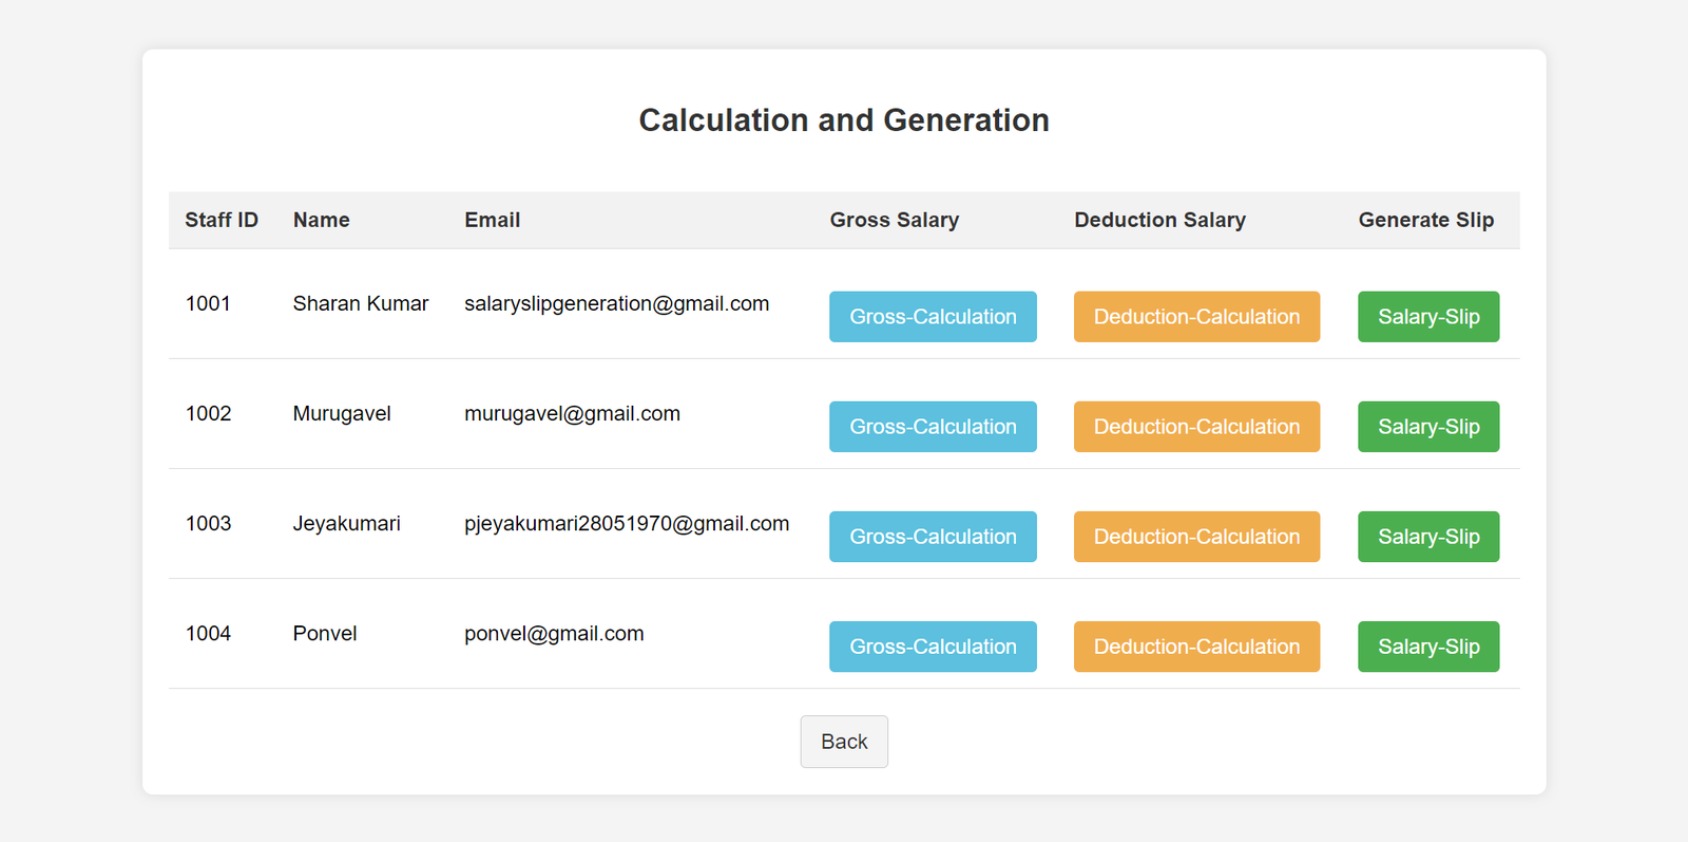 Calculation and Generation
Staff ID Name Email Gross Salary Deduction Salary Generate Slip
1001 Sharan Kumar salaryslipgeneration@gmail.com Gross-Calculation Deduction-Calculation Salary-Slip
1002 Murugavel murugavel@gmail.com Gross-Calculation Deduction-Calculation Salary-Slip
1003 Jeyakumari pjeyakumari28051970@gmail.com Gross-Calculation Deduction-Calculation Salary-Slip
1004 Ponvel ponvel@gmail.com Gross-Calculation Deduction-Calculation Salary-Slip
Back